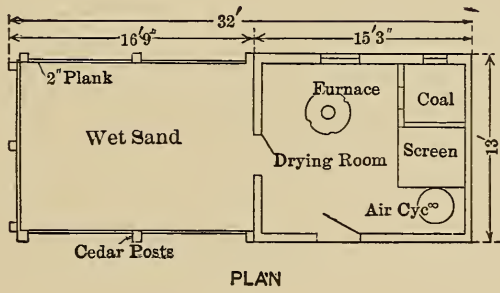 32'
16'9"
15'3"
2" Plank
Furnace
Coal
Wet Sand
Drying Room
Screen
13'
Air Cyc∞
Cedar Posts
PLAN